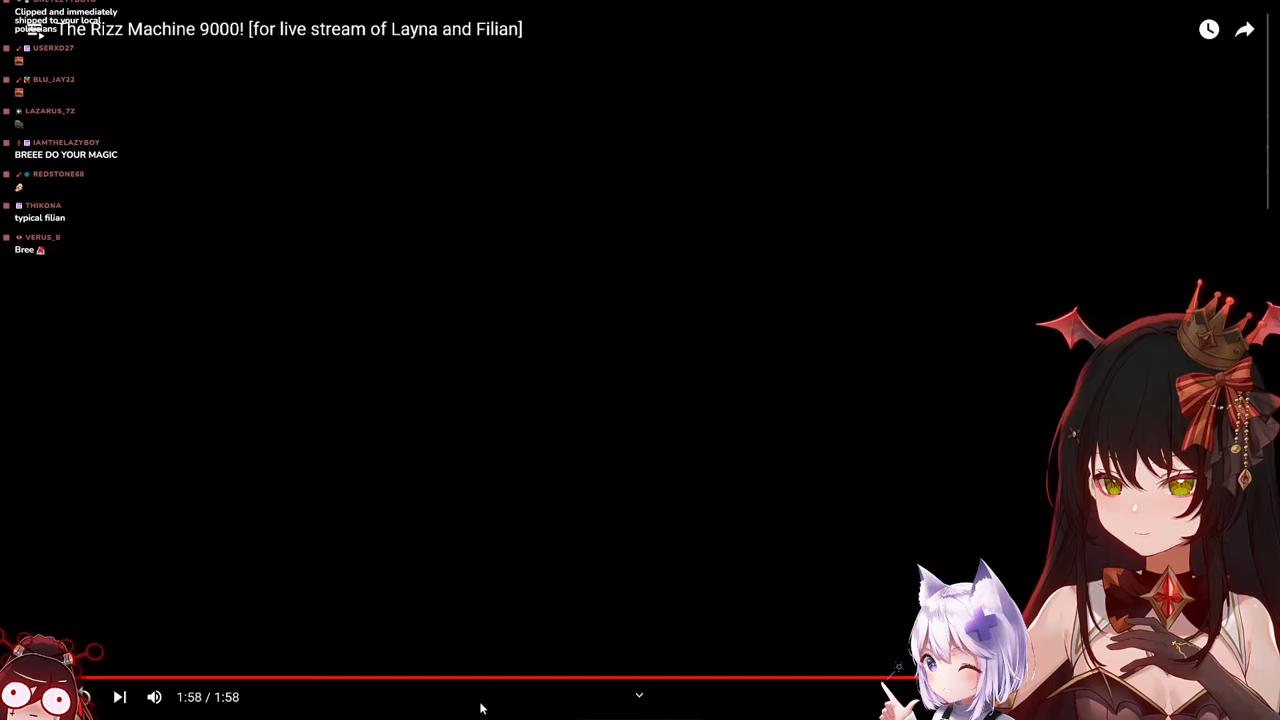 Clipped and immediately
shipped to your local
politicians
The Rizz Machine 9000! [for live stream of Layna and Filian]
USERXD27
BLU_JAY22
LAZARUS_7Z
IAMTHELAZYBOY
BREEE DO YOUR MAGIC
REDSTONE68
THIKONA
typical filian
VERUS_B
Bree
1:58 / 1:58